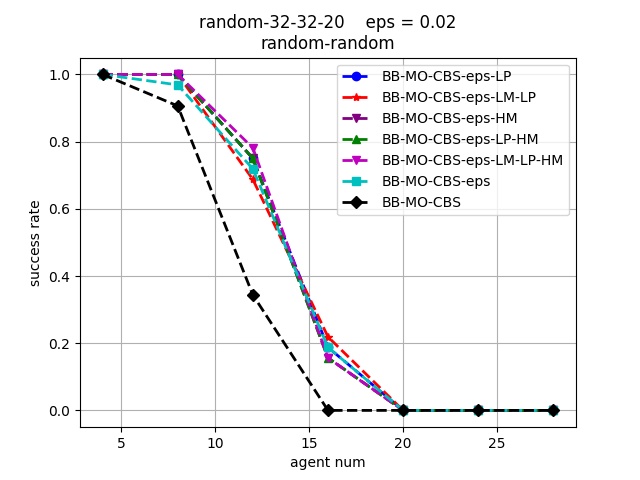 random-32-32-20    eps = 0.02
random-random
1.0
0.8
0.6
0.4
0.2
0.0
success rate
BB-MO-CBS-eps-LP
BB-MO-CBS-eps-LM-LP
BB-MO-CBS-eps-HM
BB-MO-CBS-eps-LP-HM
BB-MO-CBS-eps-LM-LP-HM
BB-MO-CBS-eps
BB-MO-CBS
5 10 15 20 25
agent num